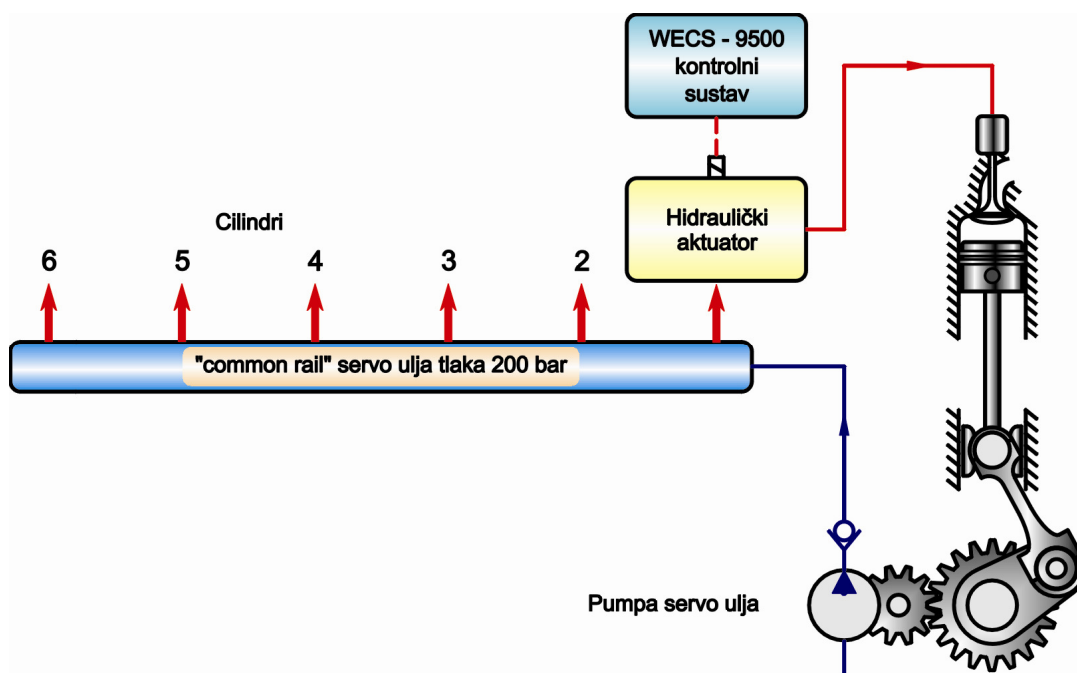 WECS - 9500
kontrolni
sustav
Hidraulički
aktuator
Cilindri
6 5 4 3 2
"common rail" servo ulja tlaka 200 bar
Pumpa servo ulja